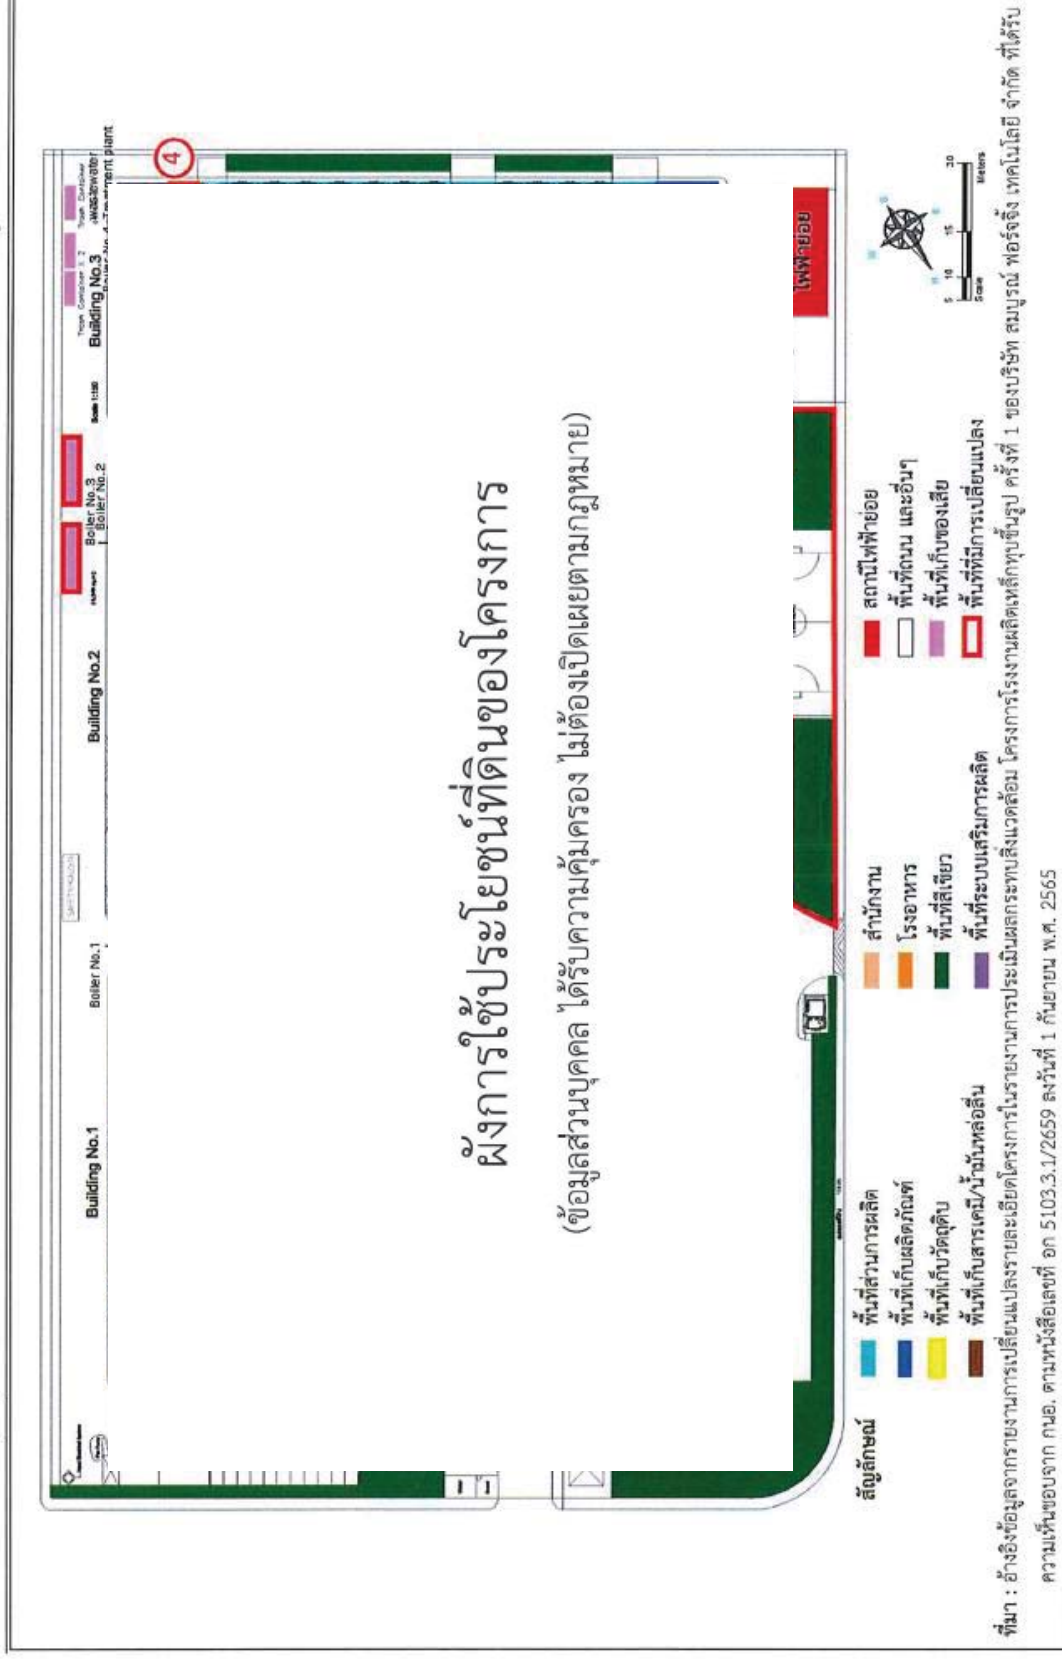 Trash Container
Trash Container 1, 2
wastewater
Treatment plant
4
Building No.3
Scale 1:100
Boiler No.3
Boiler No.2
Building No.2
Boiler No.1
Building No.1
ผังการใช้ประโยชน์ที่ดินของโครงการ
(ข้อมูลส่วนบุคคล ได้รับความคุ้มครอง ไม่ต้องเปิดเผยตามกฎหมาย)
ไฟฟ้าย่อย
5 10 15 20
Scale Meters
สัญลักษณ์
พื้นที่ส่วนการผลิต
พื้นที่เก็บผลิตภัณฑ์
พื้นที่เก็บวัตถุดิบ
พื้นที่เก็บสารเคมี/น้ำมันหล่อลื่น
สำนักงาน
โรงอาหาร
พื้นที่สีเขียว
พื้นที่ระบบเสริมการผลิต
สถานีไฟฟ้าย่อย
พื้นที่ถนน และอื่นๆ
พื้นที่เก็บของเสีย
พื้นที่ที่มีการเปลี่ยนแปลง
ที่มา : อ้างอิงข้อมูลจากรายงานการเปลี่ยนแปลงรายละเอียดโครงการในรายงานการประเมินผลกระทบสิ่งแวดล้อม โครงการโรงงานผลิตเหล็กทุบขึ้นรูป ครั้งที่ 1 ของบริษัท สมบูรณ์ ฟอร์จจิ้ง เทคโนโลยี จำกัด ที่ได้รับ
ความเห็นชอบจาก กนอ. ตามหนังสือเลขที่ อก 5103.3.1/2659 ลงวันที่ 1 กันยายน พ.ศ. 2565